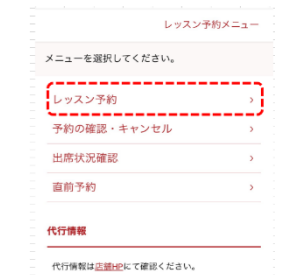 レッスン予約メニュー
メニューを選択してください。
レッスン予約 ›
予約の確認・キャンセル ›
出席状況確認 ›
直前予約 ›
代行情報
代行情報は店舗HPにて確認ください。